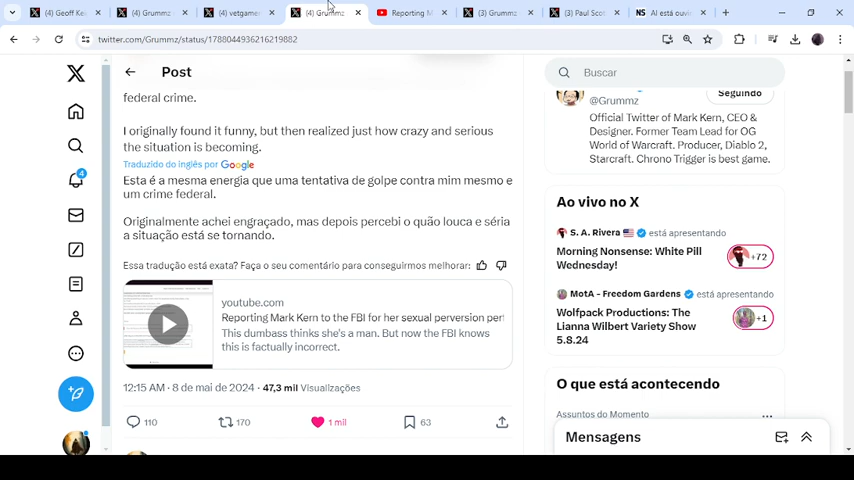 (4) Geoff Kei
(4) Grummz
(4) vetgame
(4) Grummz
Reporting M
(3) Grummz
(3) Paul Sco
AI está ouvi
twitter.com/Grummz/status/1788044936216219882
Post
Buscar
federal crime.
I originally found it funny, but then realized just how crazy and serious
the situation is becoming.
Traduzido do inglês por Google
Esta é a mesma energia que uma tentativa de golpe contra mim mesmo e
um crime federal.
Originalmente achei engraçado, mas depois percebi o quão louca e séria
a situação está se tornando.
Essa tradução está exata? Faça o seu comentário para conseguirmos melhorar:
youtube.com
Reporting Mark Kern to the FBI for her sexual perversion per
This dumbass thinks she's a man. But now the FBI knows
this is factually incorrect.
12:15 AM · 8 de mai de 2024 · 47,3 mil Visualizações
110
170
1 mil
63
4
@Grummz
Seguindo
Official Twitter of Mark Kern, CEO &
Designer. Former Team Lead for OG
World of Warcraft. Producer, Diablo 2,
Starcraft. Chrono Trigger is best game.
Ao vivo no X
S. A. Rivera está apresentando
Morning Nonsense: White Pill
Wednesday!
+72
MotA - Freedom Gardens está apresentando
Wolfpack Productions: The
Lianna Wilbert Variety Show
5.8.24
+1
O que está acontecendo
Assuntos do Momento
Mensagens